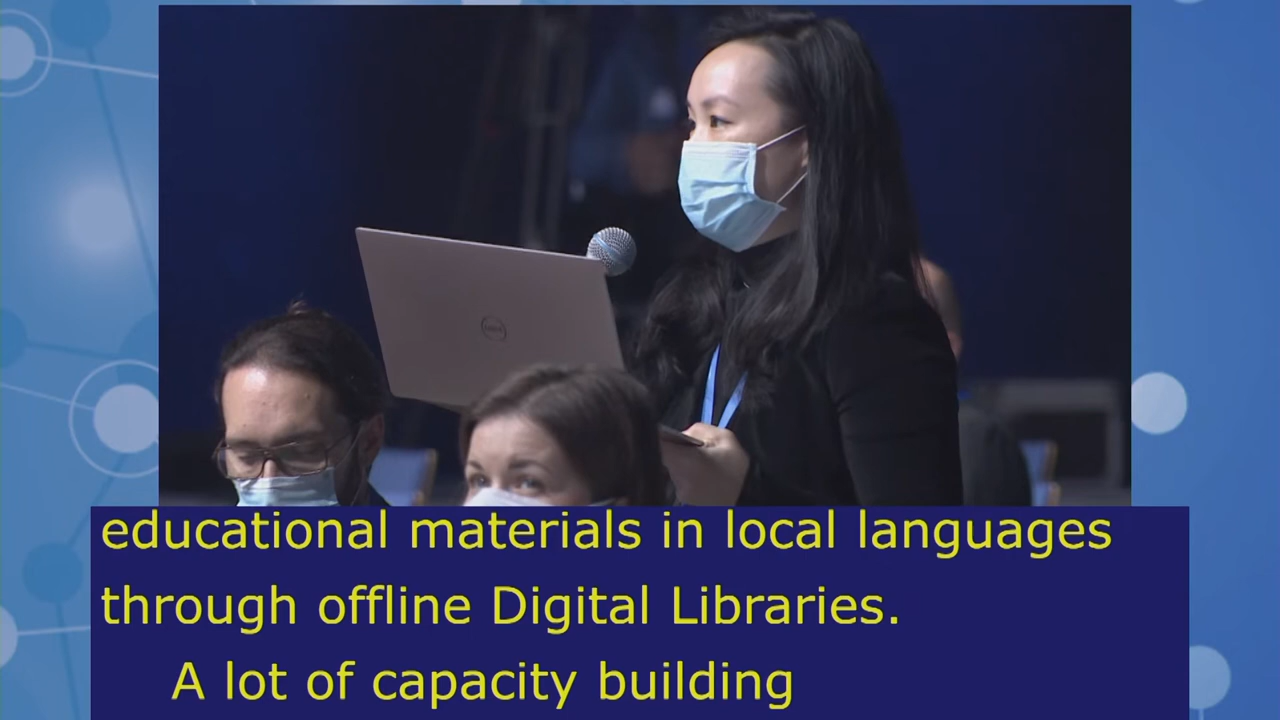 educational materials in local languages
through offline Digital Libraries.
A lot of capacity building